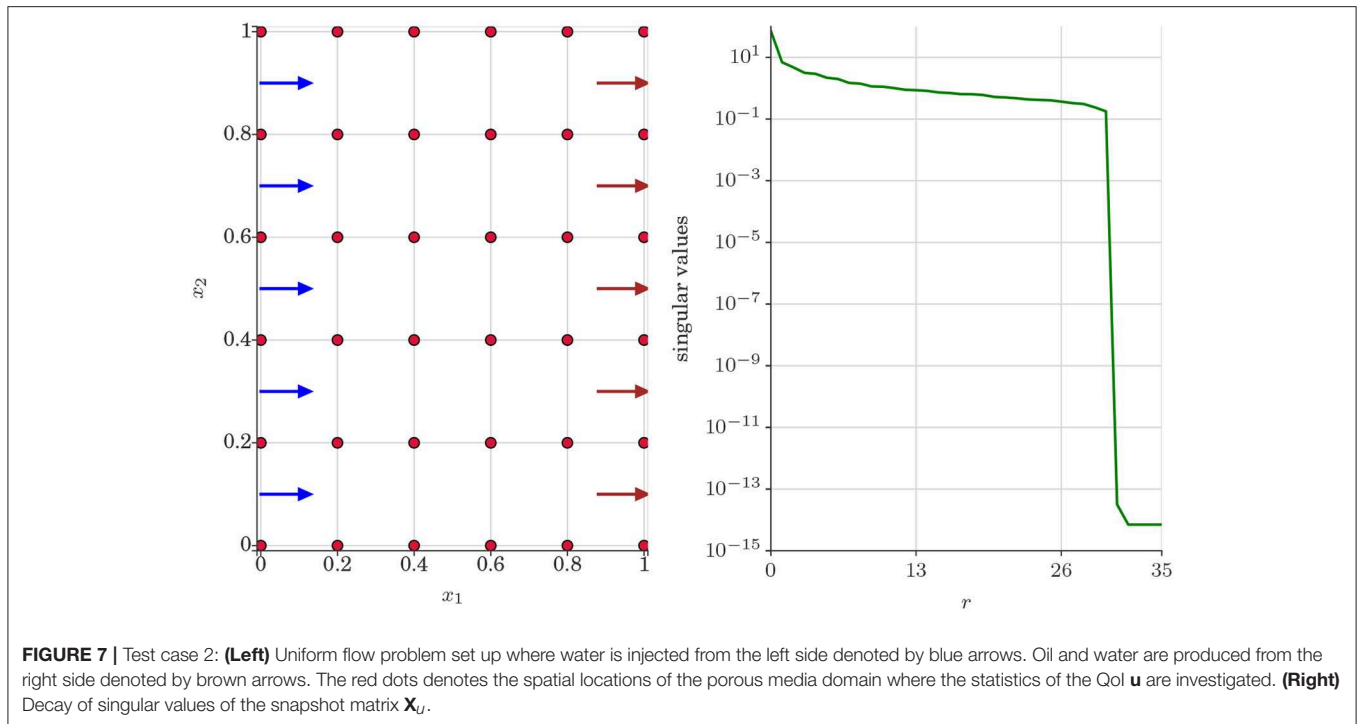 1
0.8
0.6
0.4
0.2
0
x₂
0 0.2 0.4 0.6 0.8 1
x₁
10¹
10⁻¹
10⁻³
10⁻⁵
10⁻⁷
10⁻⁹
10⁻¹¹
10⁻¹³
10⁻¹⁵
singular values
0 13 26 35
r
FIGURE 7 | Test case 2: (Left) Uniform flow problem set up where water is injected from the left side denoted by blue arrows. Oil and water are produced from the
right side denoted by brown arrows. The red dots denotes the spatial locations of the porous media domain where the statistics of the QoI u are investigated. (Right)
Decay of singular values of the snapshot matrix Xᵤ.